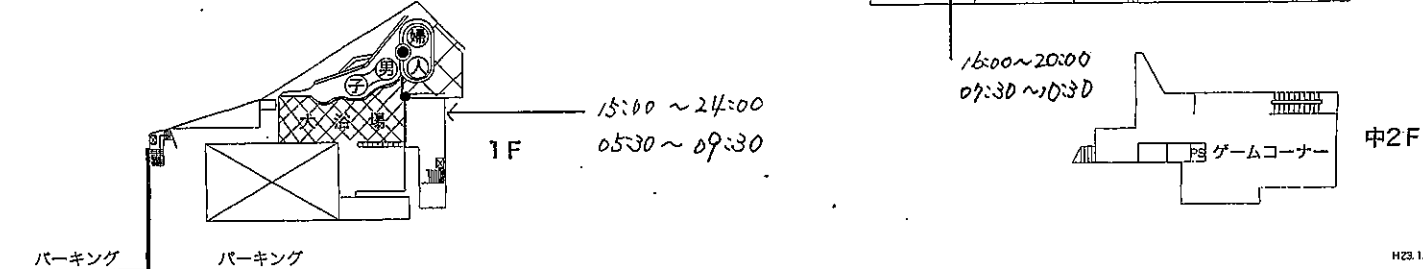 婦
人
男
子
大浴場
15:00 ~ 24:00
05:30 ~ 09:30
1F
16:00~20:00
07:30~10:30
PS ゲームコーナー
中2F
パーキング
パーキング
H23.1